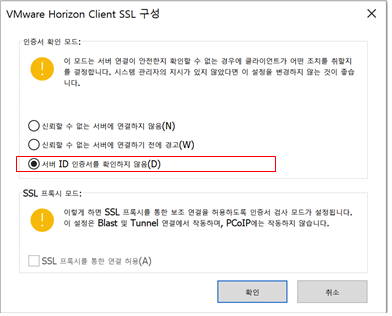 VMware Horizon Client SSL 구성
인증서 확인 모드:
이 모드는 서버 연결이 안전한지 확인할 수 없는 경우에 클라이언트가 어떤 조치를 취할지
를 결정합니다. 시스템 관리자의 지시가 있지 않았다면 이 설정을 변경하지 않는 것이 좋습
니다.
신뢰할 수 없는 서버에 연결하지 않음(N)
신뢰할 수 없는 서버에 연결하기 전에 경고(W)
서버 ID 인증서를 확인하지 않음(D)
SSL 프록시 모드:
이렇게 하면 SSL 프록시를 통한 보조 연결을 허용하도록 인증서 검사 모드가 설정됩니다.
이 설정은 Blast 및 Tunnel 연결에서 작동하며, PCoIP에는 작동하지 않습니다.
SSL 프록시를 통한 연결 허용(A)
확인
취소